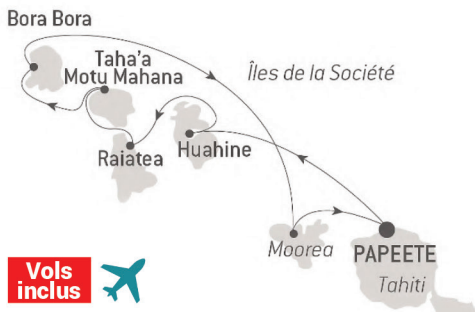 Bora Bora
Taha'a
Motu Mahana
Îles de la Société
Raiatea
Huahine
Moorea
PAPEETE
Tahiti
Vols
inclus